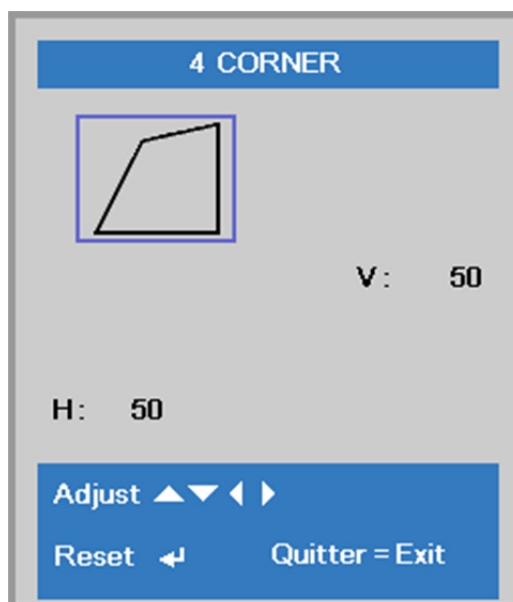 4 CORNER
V: 50
H: 50
Adjust
Reset Quitter = Exit